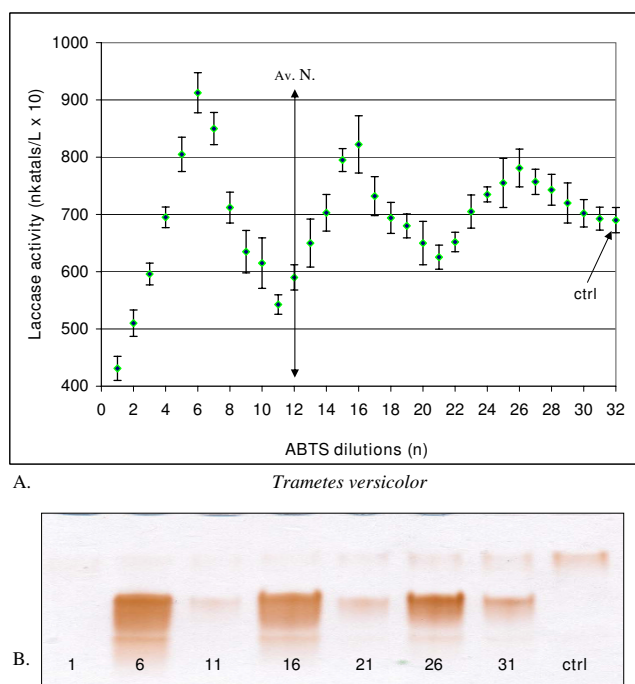 1000
900
800
700
600
500
400
Laccase activity (nkatals/L x 10)
Av. N.
ctrl
0 2 4 6 8 10 12 14 16 18 20 22 24 26 28 30 32
ABTS dilutions (n)
A. Trametes versicolor
B. 1 6 11 16 21 26 31 ctrl